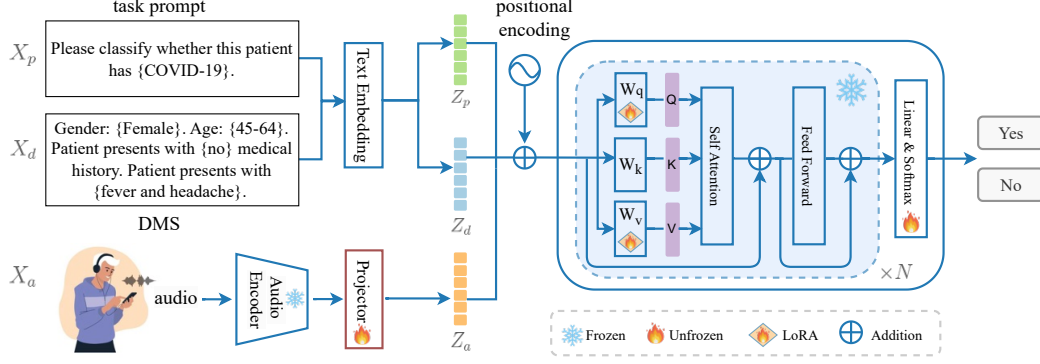 task prompt
X_p
Please classify whether this patient
has {COVID-19}.
X_d
Gender: {Female}. Age: {45-64}.
Patient presents with {no} medical
history. Patient presents with
{fever and headache}.
DMS
X_a
audio
Audio
Encoder
Projector
Text Embedding
Z_p
Z_d
Z_a
positional
encoding
W_q
Q
W_k
K
W_v
V
Self Attention
Feed Forward
×N
Linear & Softmax
Yes
No
Frozen
Unfrozen
LoRA
Addition